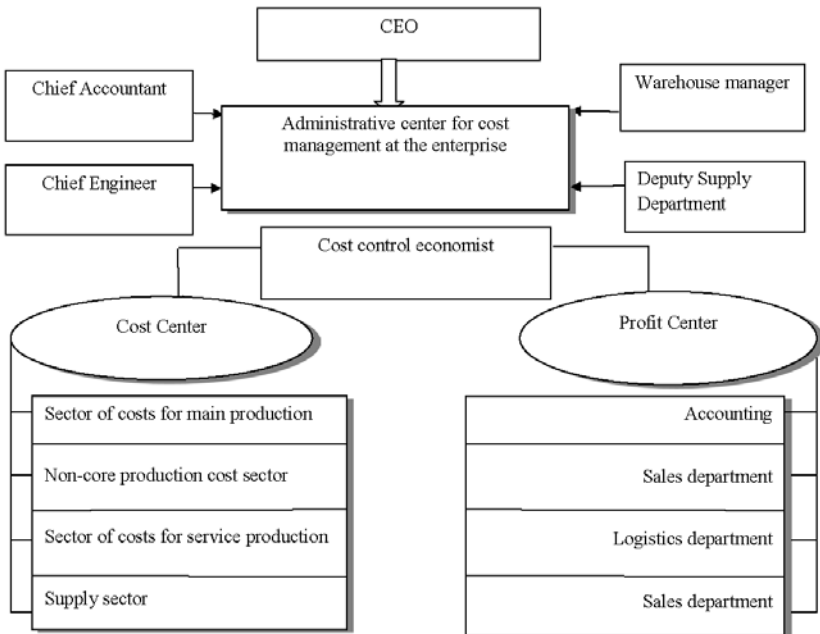 CEO
Chief Accountant
Warehouse manager
Administrative center for cost
management at the enterprise
Chief Engineer
Deputy Supply
Department
Cost control economist
Cost Center
Profit Center
Sector of costs for main production
Accounting
Non-core production cost sector
Sales department
Sector of costs for service production
Logistics department
Supply sector
Sales department